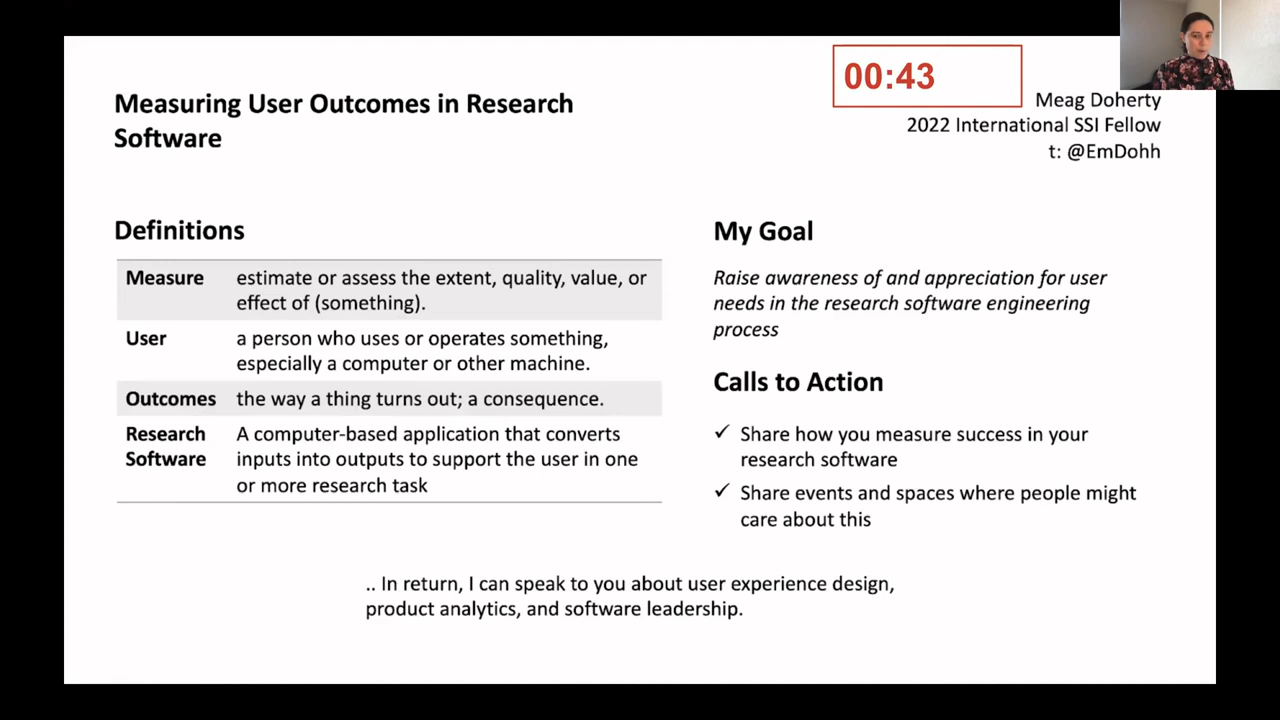 Measuring User Outcomes in Research
Software
00:43
Meag Doherty
2022 International SSI Fellow
t: @EmDohh
Definitions
Measure estimate or assess the extent, quality, value, or
effect of (something).
User a person who uses or operates something,
especially a computer or other machine.
Outcomes the way a thing turns out; a consequence.
Research A computer-based application that converts
Software inputs into outputs to support the user in one
or more research task
My Goal
Raise awareness of and appreciation for user
needs in the research software engineering
process
Calls to Action
✓ Share how you measure success in your
research software
✓ Share events and spaces where people might
care about this
.. In return, I can speak to you about user experience design,
product analytics, and software leadership.